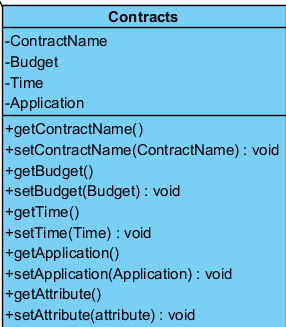 Contracts
-ContractName
-Budget
-Time
-Application
+getContractName()
+setContractName(ContractName) : void
+getBudget()
+setBudget(Budget) : void
+getTime()
+setTime(Time) : void
+getApplication()
+setApplication(Application) : void
+getAttribute()
+setAttribute(attribute) : void